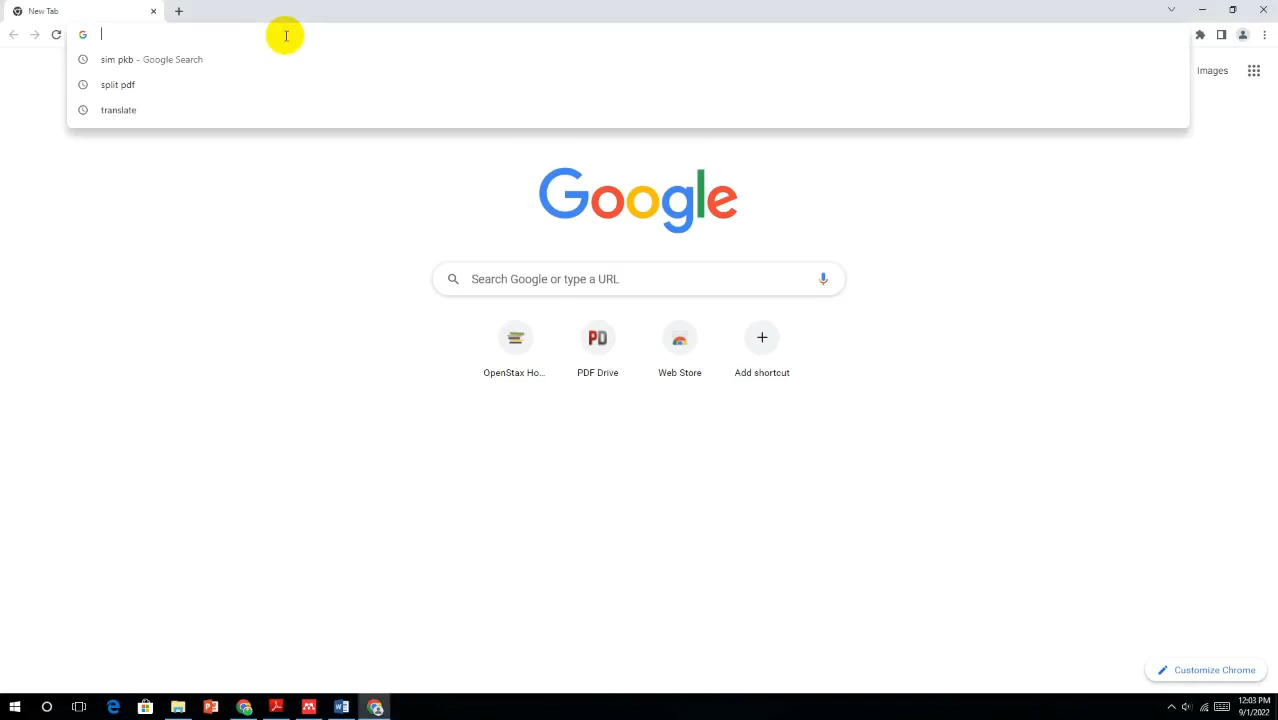 New Tab
sim pkb - Google Search
split pdf
translate
Images
Google
Search Google or type a URL
OpenStax Ho...
PDF Drive
Web Store
Add shortcut
Customize Chrome
12:03 PM
9/1/2022